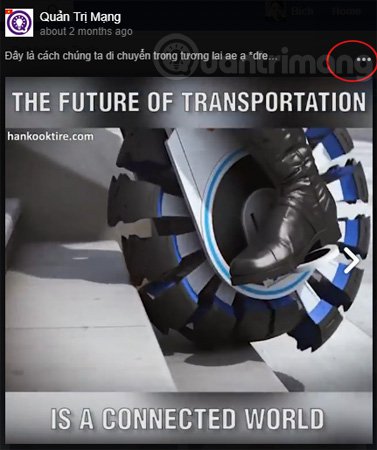 Quản Trị Mạng
about 2 months ago
Đây là cách chúng ta di chuyển trong tương lai ae ạ *dre...
quantrimang
THE FUTURE OF TRANSPORTATION
hankooktire.com
IS A CONNECTED WORLD